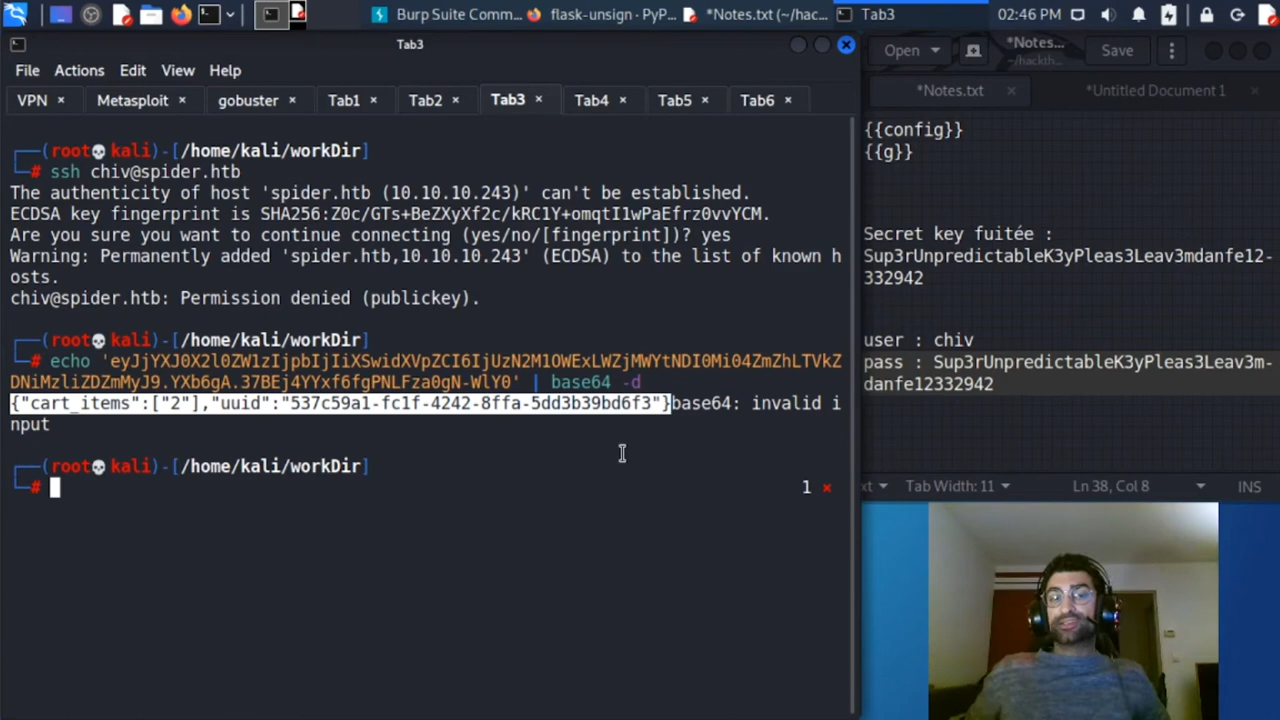 Burp Suite Comm...
flask-unsign · PyP...
*Notes.txt (~/hac...
Tab3
02:46 PM
Tab3
Open
*Notes...
~/hackth...
Save
File Actions Edit View Help
*Notes.txt
*Untitled Document 1
VPN Metasploit gobuster Tab1 Tab2 Tab3 Tab4 Tab5 Tab6
(root kali)-[/home/kali/workDir]
# ssh chiv@spider.htb
The authenticity of host 'spider.htb (10.10.10.243)' can't be established.
ECDSA key fingerprint is SHA256:Z0c/GTs+BeZXyXf2c/kRC1Y+omqtI1wPaEfrz0vvYCM.
Are you sure you want to continue connecting (yes/no/[fingerprint])? yes
Warning: Permanently added 'spider.htb,10.10.10.243' (ECDSA) to the list of known h
osts.
chiv@spider.htb: Permission denied (publickey).
(root kali)-[/home/kali/workDir]
# echo 'eyJjYXJ0X2l0ZW1zIjpbIjIiXSwidXVpZCI6IjUzN2M1OWExLWZjMWYtNDI0Mi04ZmZhLTVkZ
DNiMzliZDZmMyJ9.YXb6gA.37BEj4YYxf6fgPNLFza0gN-WlY0' | base64 -d
{"cart_items":["2"],"uuid":"537c59a1-fc1f-4242-8ffa-5dd3b39bd6f3"}base64: invalid i
nput
(root kali)-[/home/kali/workDir]
#
1
{{config}}
{{g}}
Secret key fuitée :
Sup3rUnpredictableK3yPleas3Leav3mdanfe12-
332942
user : chiv
pass : Sup3rUnpredictableK3yPleas3Leav3m-
danfe12332942
xt Tab Width: 11 Ln 38, Col 8 INS